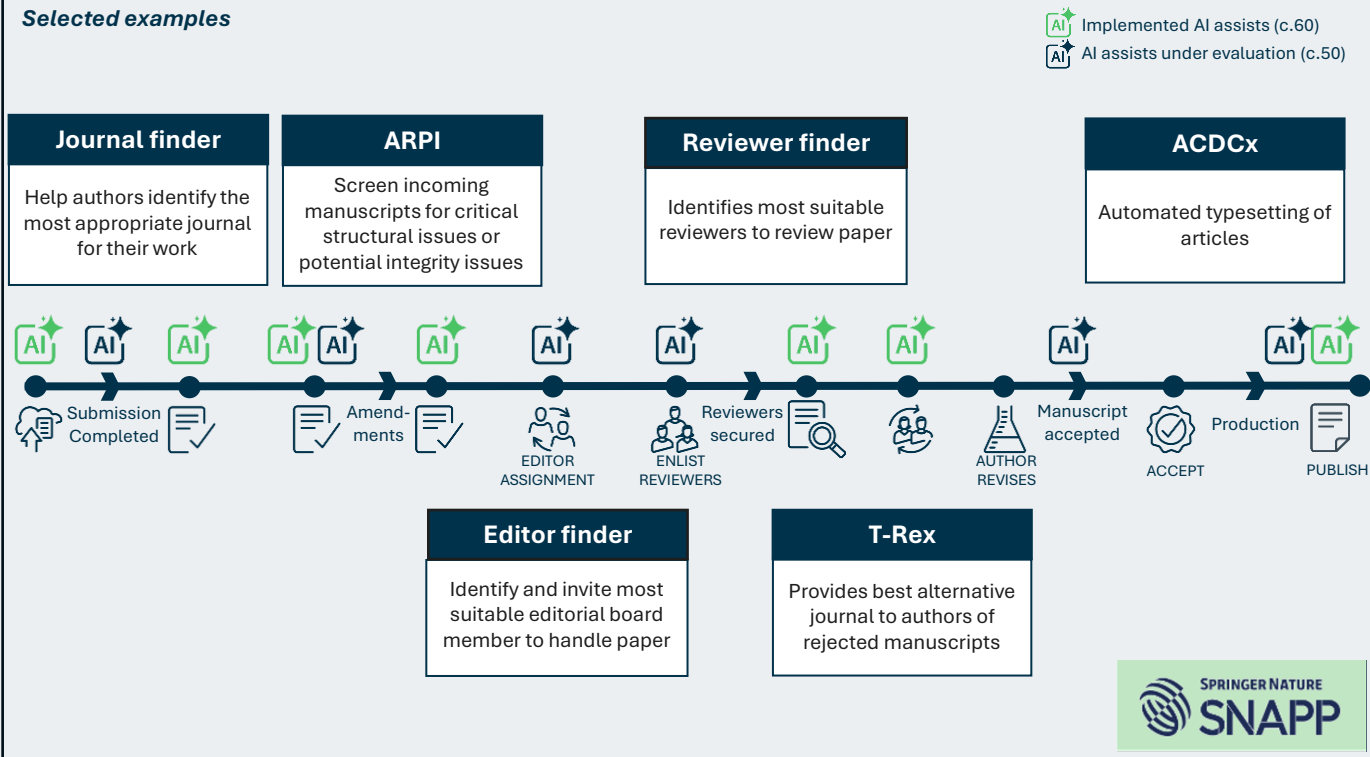 Selected examples
Implemented AI assists (c.60)
AI
AI assists under evaluation (c.50)
AI
Journal finder
Help authors identify the
most appropriate journal
for their work
ARPI
Screen incoming
manuscripts for critical
structural issues or
potential integrity issues
Reviewer finder
Identifies most suitable
reviewers to review paper
ACDCx
Automated typesetting of
articles
AI AI AI AI AI AI AI AI AI AI AI AI AI
Submission
Completed
Amend-
ments
EDITOR
ASSIGNMENT
ENLIST
REVIEWERS
Reviewers
secured
AUTHOR
REVISES
Manuscript
accepted
ACCEPT
Production
PUBLISH
Editor finder
Identify and invite most
suitable editorial board
member to handle paper
T-Rex
Provides best alternative
journal to authors of
rejected manuscripts
SPRINGER NATURE
SNAPP